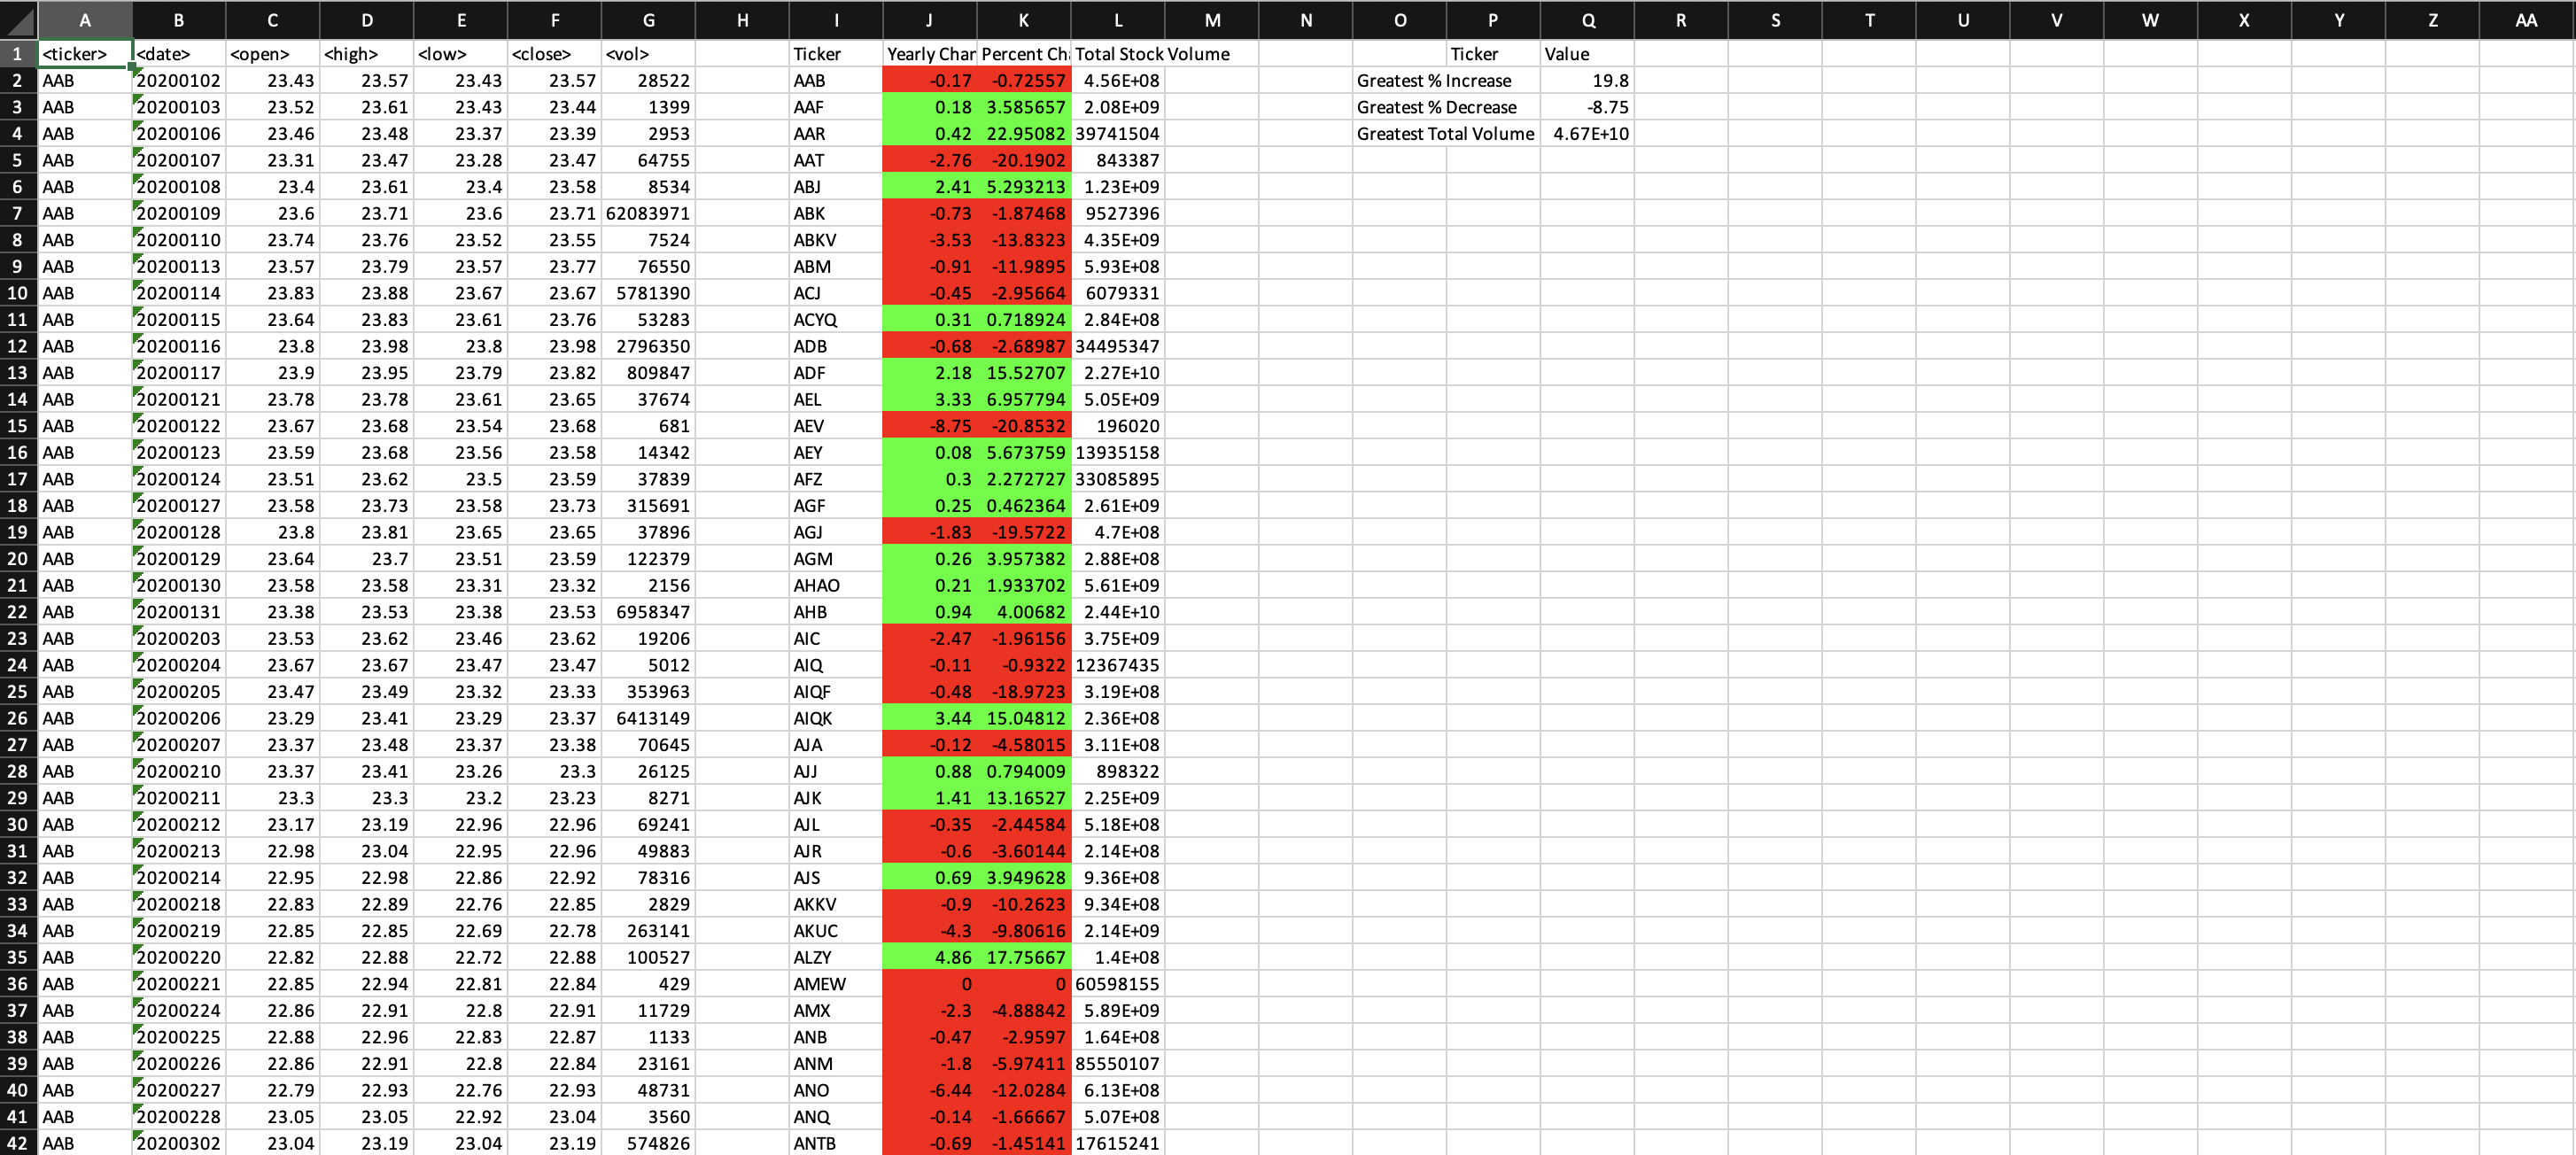 A B C D E F G H I J K L M N O P Q R S T U V W X Y Z AA
1 <ticker> <date> <open> <high> <low> <close> <vol> Ticker Yearly Char Percent Ch Total Stock Volume Ticker Value
2 AAB 20200102 23.43 23.57 23.43 23.57 28522 AAB -0.17 -0.72557 4.56E+08 Greatest % Increase 19.8
3 AAB 20200103 23.52 23.61 23.43 23.44 1399 AAF 0.18 3.585657 2.08E+09 Greatest % Decrease -8.75
4 AAB 20200106 23.46 23.48 23.37 23.39 2953 AAR 0.42 22.95082 39741504 Greatest Total Volume 4.67E+10
5 AAB 20200107 23.31 23.47 23.28 23.47 64755 AAT -2.76 -20.1902 843387
6 AAB 20200108 23.4 23.61 23.4 23.58 8534 ABJ 2.41 5.293213 1.23E+09
7 AAB 20200109 23.6 23.71 23.6 23.71 62083971 ABK -0.73 -1.87468 9527396
8 AAB 20200110 23.74 23.76 23.52 23.55 7524 ABKV -3.53 -13.8323 4.35E+09
9 AAB 20200113 23.57 23.79 23.57 23.77 76550 ABM -0.91 -11.9895 5.93E+08
10 AAB 20200114 23.83 23.88 23.67 23.67 5781390 ACJ -0.45 -2.95664 6079331
11 AAB 20200115 23.64 23.83 23.61 23.76 53283 ACYQ 0.31 0.718924 2.84E+08
12 AAB 20200116 23.8 23.98 23.8 23.98 2796350 ADB -0.68 -2.68987 34495347
13 AAB 20200117 23.9 23.95 23.79 23.82 809847 ADF 2.18 15.52707 2.27E+10
14 AAB 20200121 23.78 23.78 23.61 23.65 37674 AEL 3.33 6.957794 5.05E+09
15 AAB 20200122 23.67 23.68 23.54 23.68 681 AEV -8.75 -20.8532 196020
16 AAB 20200123 23.59 23.68 23.56 23.58 14342 AEY 0.08 5.673759 13935158
17 AAB 20200124 23.51 23.62 23.5 23.59 37839 AFZ 0.3 2.272727 33085895
18 AAB 20200127 23.58 23.73 23.58 23.73 315691 AGF 0.25 0.462364 2.61E+09
19 AAB 20200128 23.8 23.81 23.65 23.65 37896 AGJ -1.83 -19.5722 4.7E+08
20 AAB 20200129 23.64 23.7 23.51 23.59 122379 AGM 0.26 3.957382 2.88E+08
21 AAB 20200130 23.58 23.58 23.31 23.32 2156 AHAO 0.21 1.933702 5.61E+09
22 AAB 20200131 23.38 23.53 23.38 23.53 6958347 AHB 0.94 4.00682 2.44E+10
23 AAB 20200203 23.53 23.62 23.46 23.62 19206 AIC -2.47 -1.96156 3.75E+09
24 AAB 20200204 23.67 23.67 23.47 23.47 5012 AIQ -0.11 -0.9322 12367435
25 AAB 20200205 23.47 23.49 23.32 23.33 353963 AIQF -0.48 -18.9723 3.19E+08
26 AAB 20200206 23.29 23.41 23.29 23.37 6413149 AIQK 3.44 15.04812 2.36E+08
27 AAB 20200207 23.37 23.48 23.37 23.38 70645 AJA -0.12 -4.58015 3.11E+08
28 AAB 20200210 23.37 23.41 23.26 23.3 26125 AJJ 0.88 0.794009 898322
29 AAB 20200211 23.3 23.3 23.2 23.23 8271 AJK 1.41 13.16527 2.25E+09
30 AAB 20200212 23.17 23.19 22.96 22.96 69241 AJL -0.35 -2.44584 5.18E+08
31 AAB 20200213 22.98 23.04 22.95 22.96 49883 AJR -0.6 -3.60144 2.14E+08
32 AAB 20200214 22.95 22.98 22.86 22.92 78316 AJS 0.69 3.949628 9.36E+08
33 AAB 20200218 22.83 22.89 22.76 22.85 2829 AKKV -0.9 -10.2623 9.34E+08
34 AAB 20200219 22.85 22.85 22.69 22.78 263141 AKUC -4.3 -9.80616 2.14E+09
35 AAB 20200220 22.82 22.88 22.72 22.88 100527 ALZY 4.86 17.75667 1.4E+08
36 AAB 20200221 22.85 22.94 22.81 22.84 429 AMEW 0 0 60598155
37 AAB 20200224 22.86 22.91 22.8 22.91 11729 AMX -2.3 -4.88842 5.89E+09
38 AAB 20200225 22.88 22.96 22.83 22.87 1133 ANB -0.47 -2.9597 1.64E+08
39 AAB 20200226 22.86 22.91 22.8 22.84 23161 ANM -1.8 -5.97411 85550107
40 AAB 20200227 22.79 22.93 22.76 22.93 48731 ANO -6.44 -12.0284 6.13E+08
41 AAB 20200228 23.05 23.05 22.92 23.04 3560 ANQ -0.14 -1.66667 5.07E+08
42 AAB 20200302 23.04 23.19 23.04 23.19 574826 ANTB -0.69 -1.45141 17615241